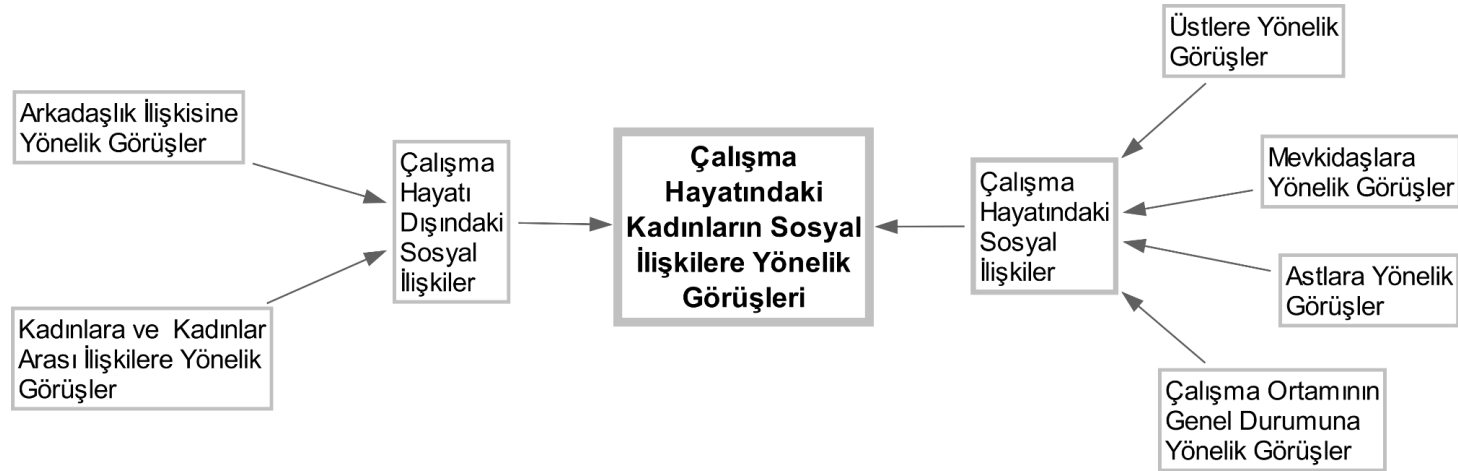 Arkadaşlık İlişkisine
Yönelik Görüşler
Kadınlara ve Kadınlar
Arası İlişkilere Yönelik
Görüşler
Çalışma
Hayatı
Dışındaki
Sosyal
İlişkiler
Çalışma
Hayatındaki
Kadınların Sosyal
İlişkilere Yönelik
Görüşleri
Çalışma
Hayatındaki
Sosyal
İlişkiler
Üstlere Yönelik
Görüşler
Mevkidaşlara
Yönelik Görüşler
Astlara Yönelik
Görüşler
Çalışma Ortamının
Genel Durumuna
Yönelik Görüşler